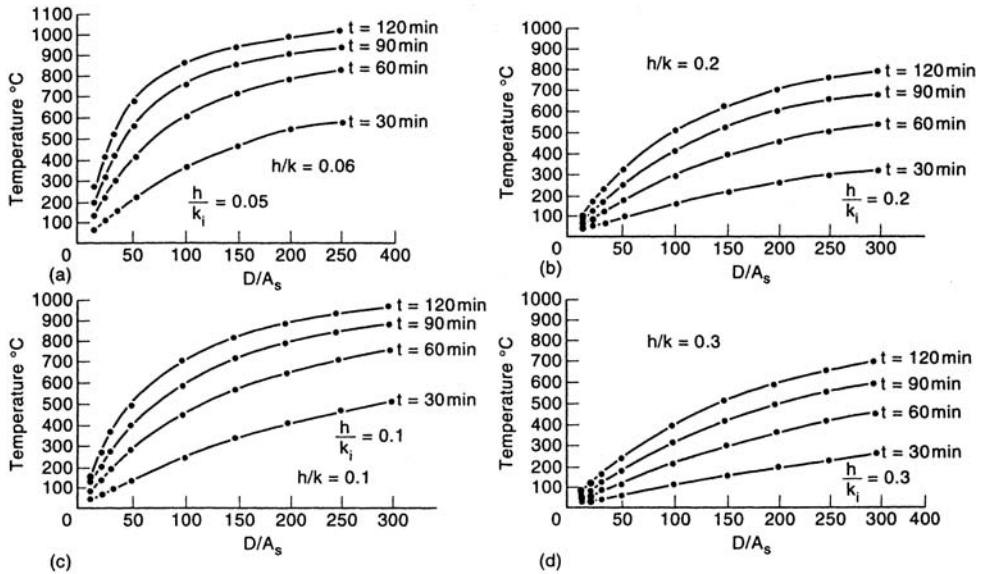 1100
1000
900
800
700
600
500
400
300
200
100
0
Temperature °C
t = 120 min
t = 90 min
t = 60 min
t = 30 min
h/k = 0.06
h/k_i = 0.05
50 100 150 200 250 400
D/A_s
(a)
1000
900
800
700
600
500
400
300
200
100
0
Temperature °C
h/k = 0.2
t = 120 min
t = 90 min
t = 60 min
t = 30 min
h/k_i = 0.2
50 100 150 200 250 300
D/A_s
(b)
1000
900
800
700
600
500
400
300
200
100
0
Temperature °C
t = 120 min
t = 90 min
t = 60 min
t = 30 min
h/k_i = 0.1
h/k = 0.1
50 100 150 200 250 300
D/A_s
(c)
1000
900
800
700
600
500
400
300
200
100
0
Temperature °C
h/k = 0.3
t = 120 min
t = 90 min
t = 60 min
t = 30 min
h/k_i = 0.3
50 100 150 200 250 300 400
D/A_s
(d)